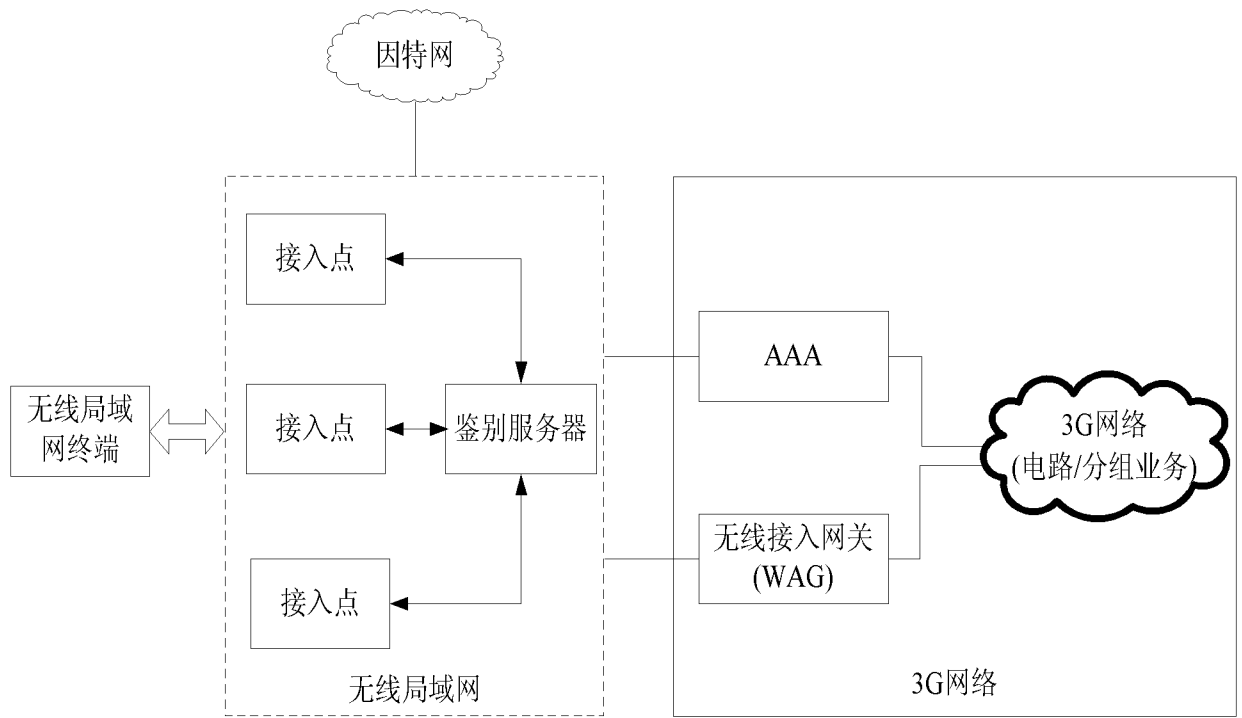 因特网
接入点
接入点
接入点
鉴别服务器
无线局域
网终端
无线局域网
AAA
无线接入网关
(WAG)
3G网络
(电路/分组业务)
3G网络